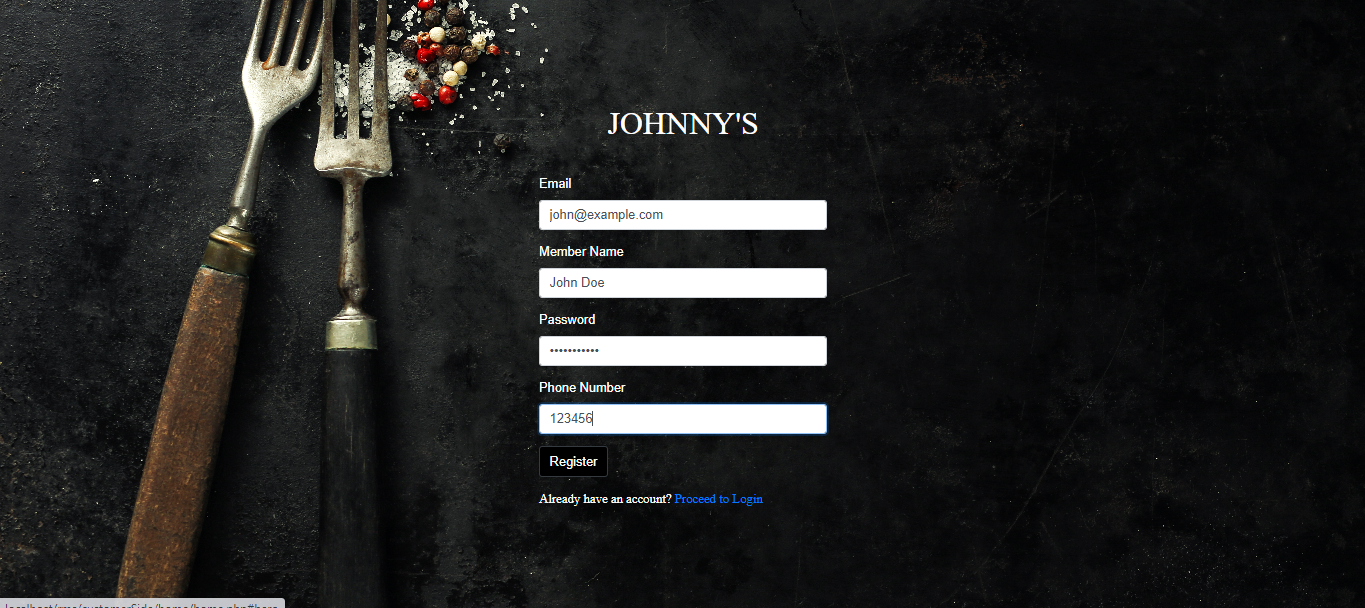 JOHNNY'S
Email
john@example.com
Member Name
John Doe
Password
•••••••••••
Phone Number
123456
Register
Already have an account? Proceed to Login